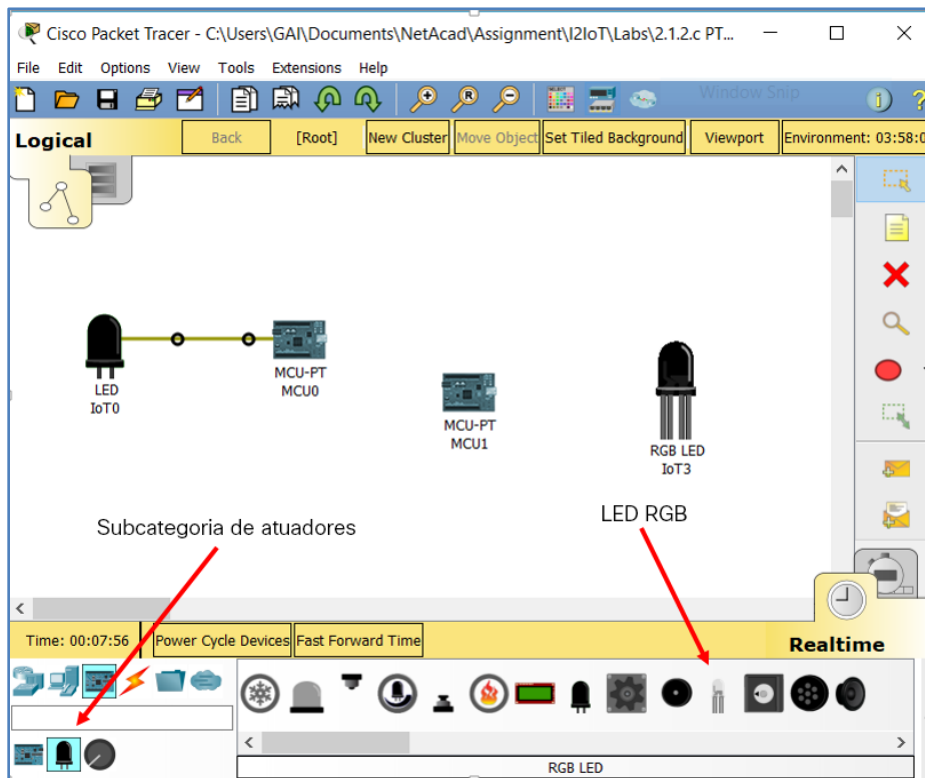 Cisco Packet Tracer - C:\Users\GAI\Documents\NetAcad\Assignment\I2IoT\Labs\2.1.2.c PT...
File Edit Options View Tools Extensions Help
Window Snip
Logical Back [Root] New Cluster Move Object Set Tiled Background Viewport Environment: 03:58:0
LED
IoT0
MCU-PT
MCU0
MCU-PT
MCU1
RGB LED
IoT3
Subcategoria de atuadores
LED RGB
Time: 00:07:56 Power Cycle Devices Fast Forward Time Realtime
RGB LED